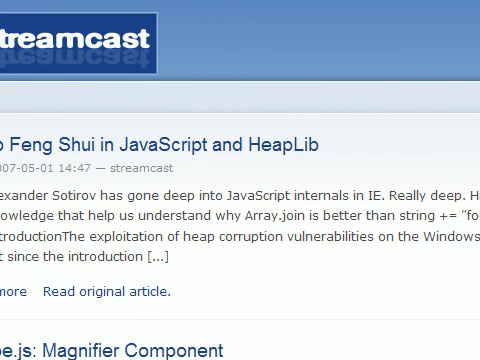 treamcast
Feng Shui in JavaScript and HeapLib
007-05-01 14:47 — streamcast
exander Sotirov has gone deep into JavaScript internals in IE. Really deep. H
owledge that help us understand why Array.join is better than string += "fo
troductionThe exploitation of heap corruption vulnerabilities on the Windows
t since the introduction [...]
more Read original article.
e.js: Magnifier Component